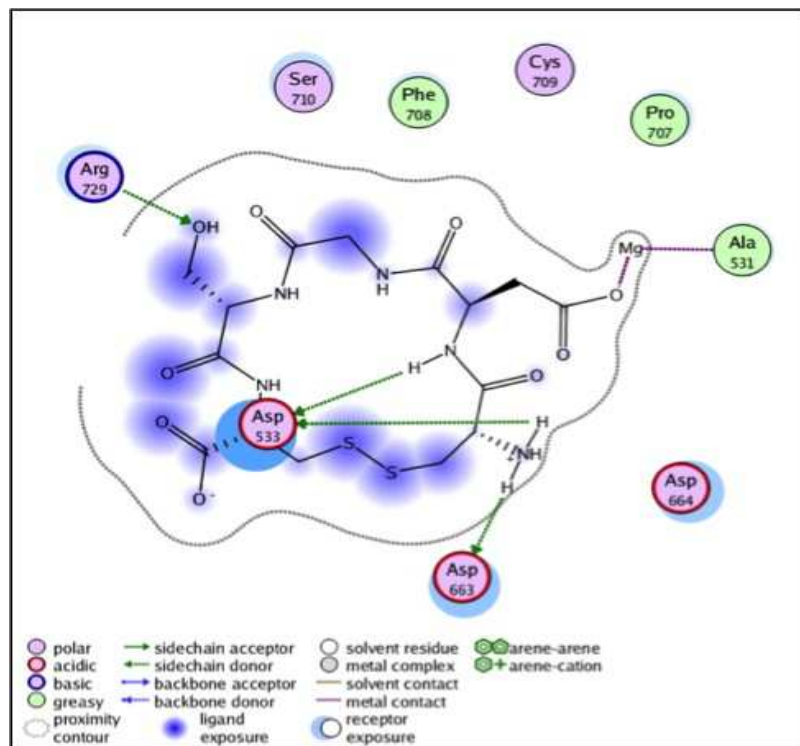 Ser
710
Phe
708
Cys
709
Pro
707
Arg
729
OH
O
O
Mg
Ala
531
N
H
NH
O
O
N
H
O
O
NH
Asp
533
O
H
NH
H
S
S
O
O-
Asp
664
Asp
663
polar
acidic
basic
greasy
proximity
contour
sidechain acceptor
sidechain donor
backbone acceptor
backbone donor
ligand
exposure
solvent residue
metal complex
solvent contact
metal contact
receptor
exposure
arene-arene
arene-cation